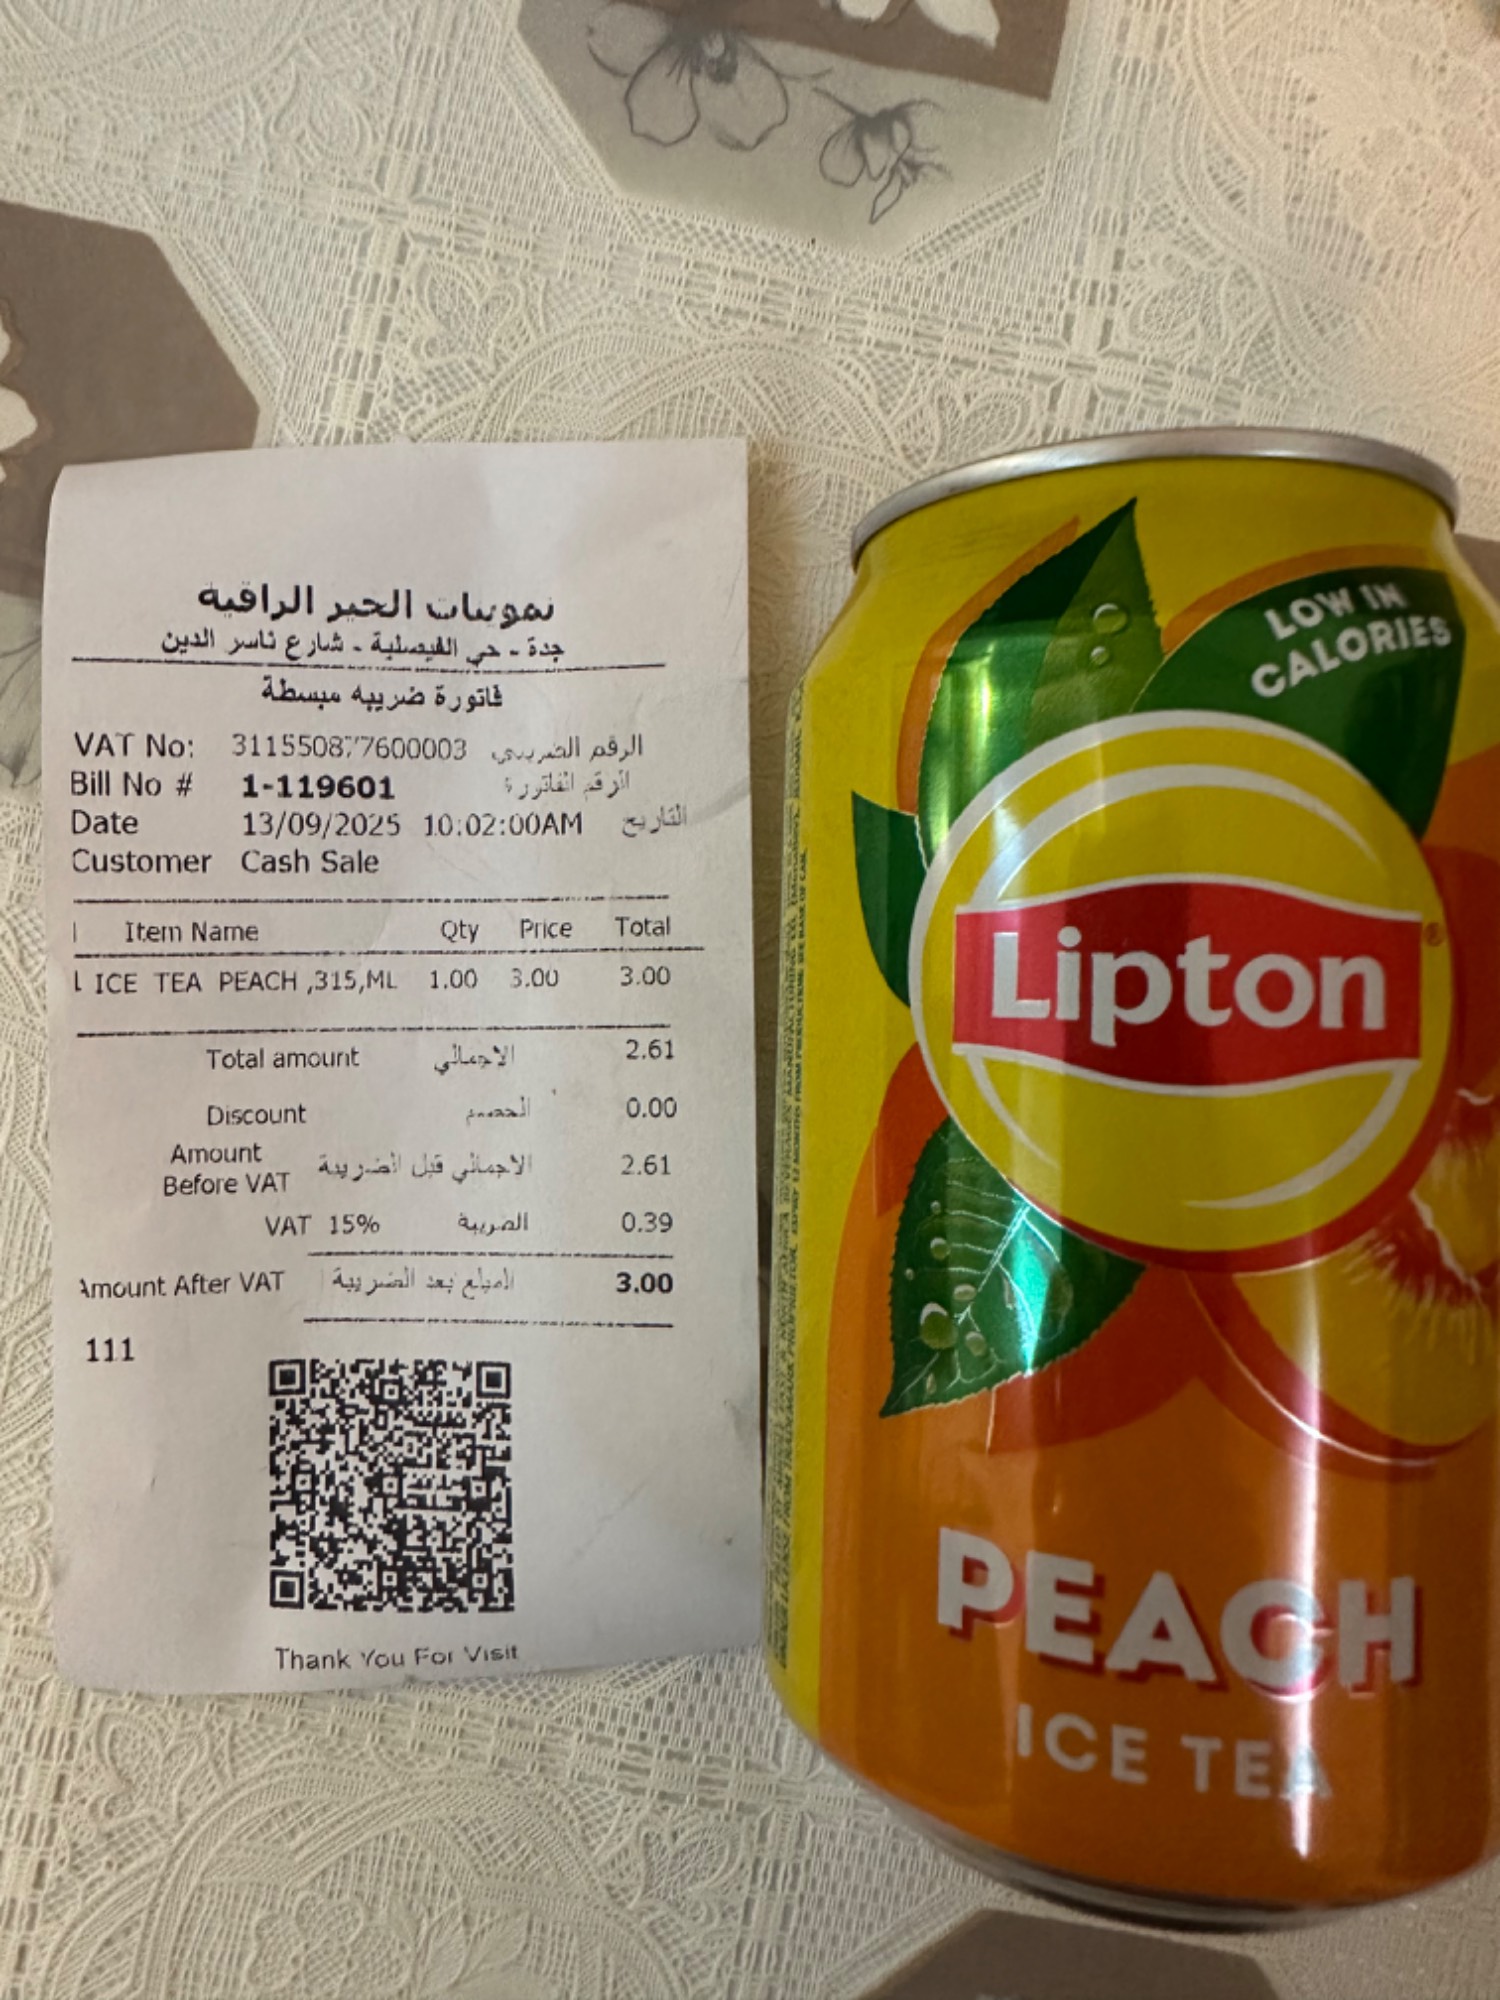 تموينات الخير الراقية
جدة - حي الفيصلية - شارع ناسر الدين
فاتورة ضريبه مبسطة
VAT No: 311550877600003 الرقم الضريبي
Bill No # 1-119601 الرقم الفاتورة
Date 13/09/2025 10:02:00AM التاريخ
Customer Cash Sale
Item Name Qty Price Total
ICE TEA PEACH ,315,ML 1.00 3.00 3.00
Total amount الاجمالي 2.61
Discount الخصم 0.00
Amount
Before VAT الاجمالي قبل الضريبة 2.61
VAT 15% الضريبة 0.39
Amount After VAT المبلغ بعد الضريبة 3.00
111
Thank You For Visit
LOW IN
CALORIES
Lipton®
PEACH
ICE TEA